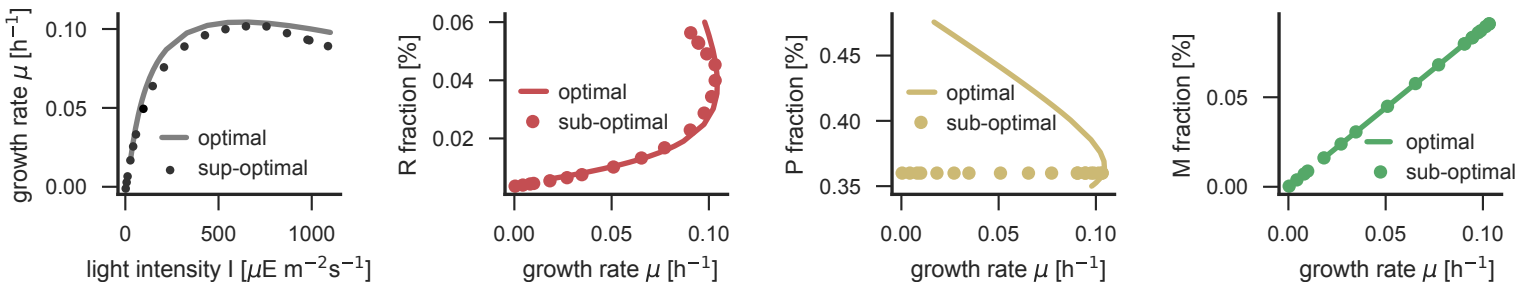 growth rate μ [h⁻¹]
0.10
0.05
0.00
optimal
sup-optimal
0
500
1000
light intensity I [μE m⁻²s⁻¹]
R fraction [%]
0.06
0.04
0.02
optimal
sub-optimal
0.00
0.05
0.10
growth rate μ [h⁻¹]
P fraction [%]
0.45
0.40
0.35
optimal
sub-optimal
0.00
0.05
0.10
growth rate μ [h⁻¹]
M fraction [%]
0.05
0.00
optimal
sub-optimal
0.00
0.05
0.10
growth rate μ [h⁻¹]